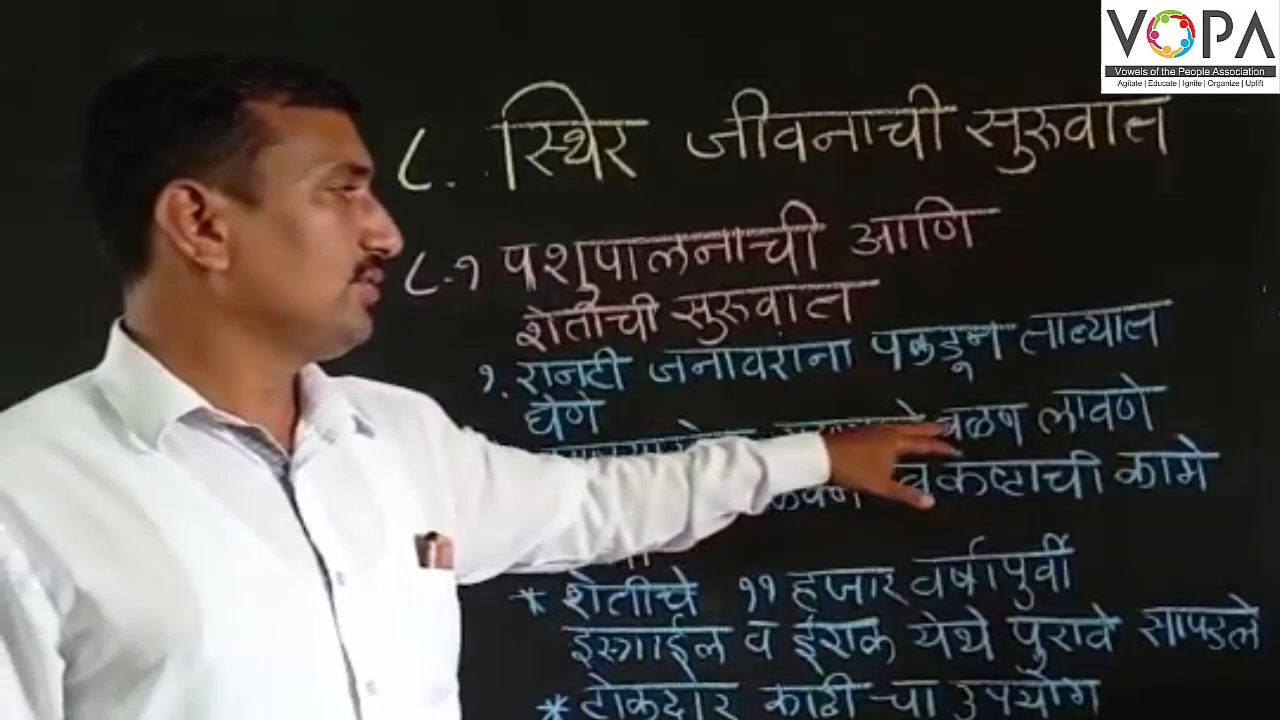 VOPA
Vowels of the People Association
Agitate | Educate | Ignite | Organize | Uplift
८. स्थिर जीवनाची सुरुवात
८.१ पशुपालनाची आणि
शेतीची सुरुवात
१. रानटी जनावरांना पकडून ताब्यात
घेणे
वळण लावणे
व कष्टाची कामे
* शेतीचे ११ हजार वर्षापुर्वी
इस्त्राईल व ईराक येथे पुरावे सापडले
* टोकदार काठीचा उपयोग